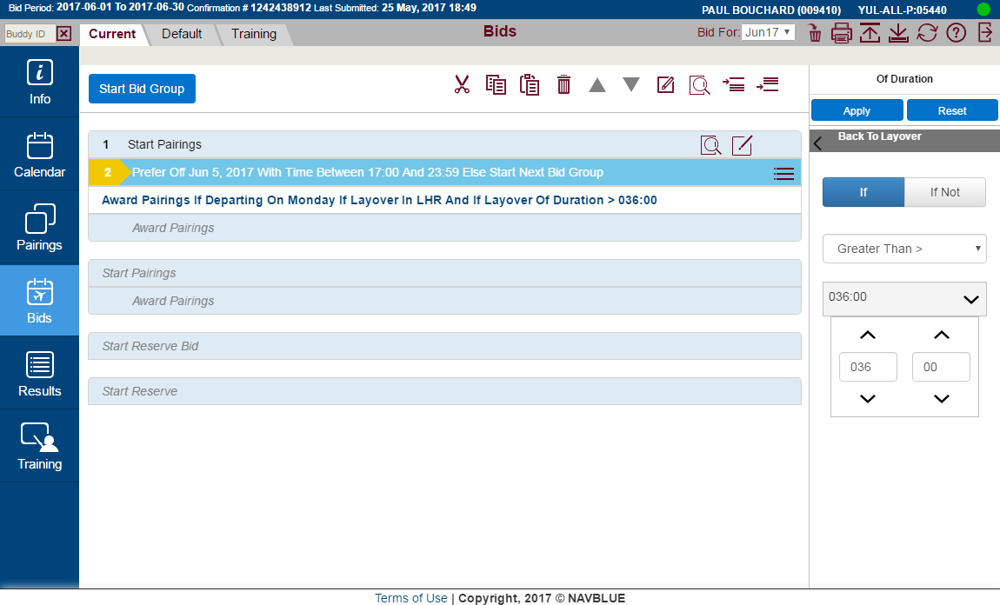 Bid Period: 2017-06-01 To 2017-06-30 Confirmation # 1242438912 Last Submitted: 25 May, 2017 18:49
PAUL BOUCHARD (009410) YUL-ALL-P:05440
Buddy ID
Current
Default
Training
Bids
Bid For: Jun17
Info
Calendar
Pairings
Bids
Results
Training
Start Bid Group
1 Start Pairings
2 Prefer Off Jun 5, 2017 With Time Between 17:00 And 23:59 Else Start Next Bid Group
Award Pairings If Departing On Monday If Layover In LHR And If Layover Of Duration > 036:00
Award Pairings
Start Pairings
Award Pairings
Start Reserve Bid
Start Reserve
Of Duration
Apply Reset
Back To Layover
If If Not
Greater Than >
036:00
036 00
Terms of Use | Copyright, 2017 © NAVBLUE